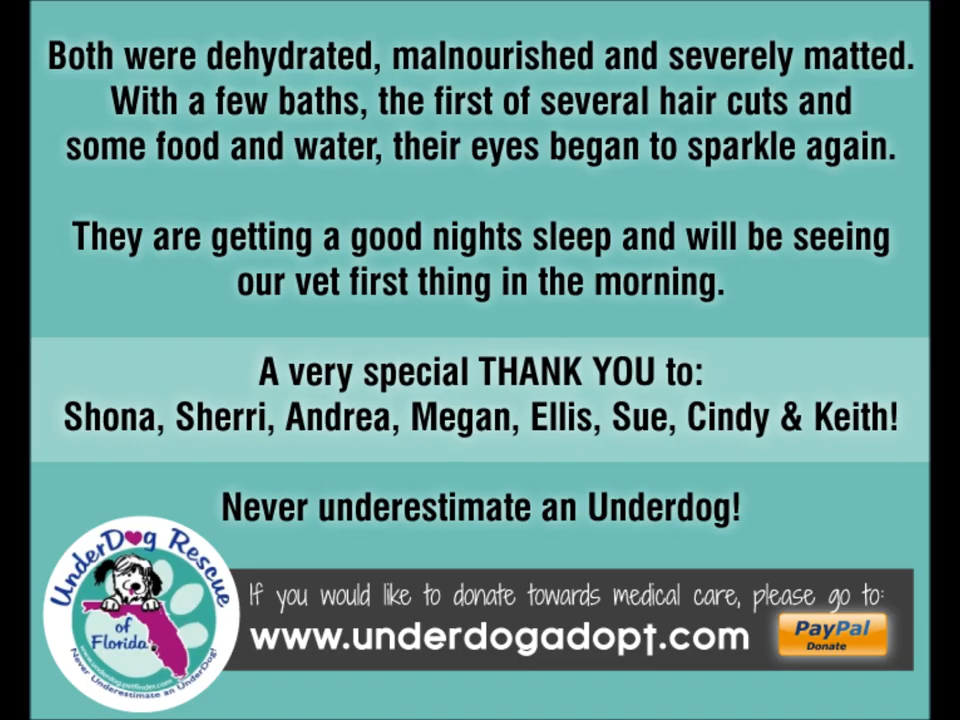 Both were dehydrated, malnourished and severely matted.
With a few baths, the first of several hair cuts and
some food and water, their eyes began to sparkle again.
They are getting a good nights sleep and will be seeing
our vet first thing in the morning.
A very special THANK YOU to:
Shona, Sherri, Andrea, Megan, Ellis, Sue, Cindy & Keith!
Never underestimate an Underdog!
UnderDog Rescue
of
Florida
www.underdog.petfinder.com
Never Underestimate an UnderDog!
If you would like to donate towards medical care, please go to:
www.underdogadopt.com
PayPal
Donate